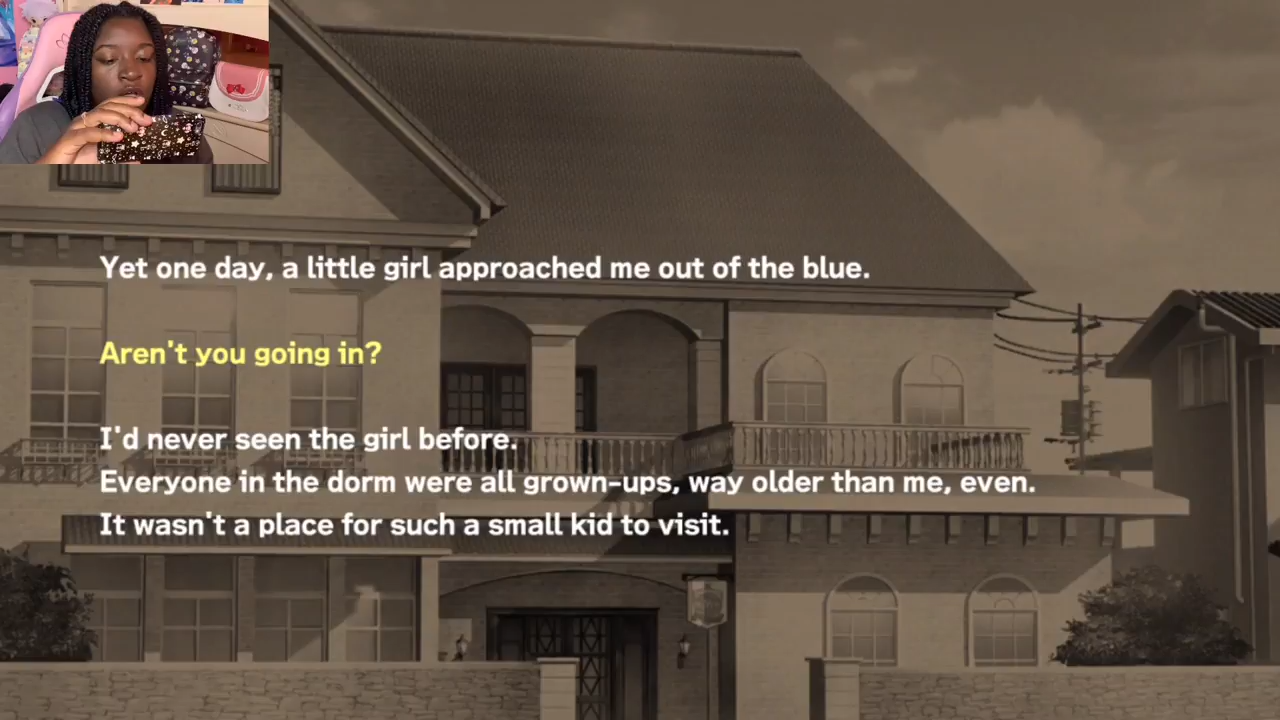 Yet one day, a little girl approached me out of the blue.
Aren't you going in?
I'd never seen the girl before.
Everyone in the dorm were all grown-ups, way older than me, even.
It wasn't a place for such a small kid to visit.